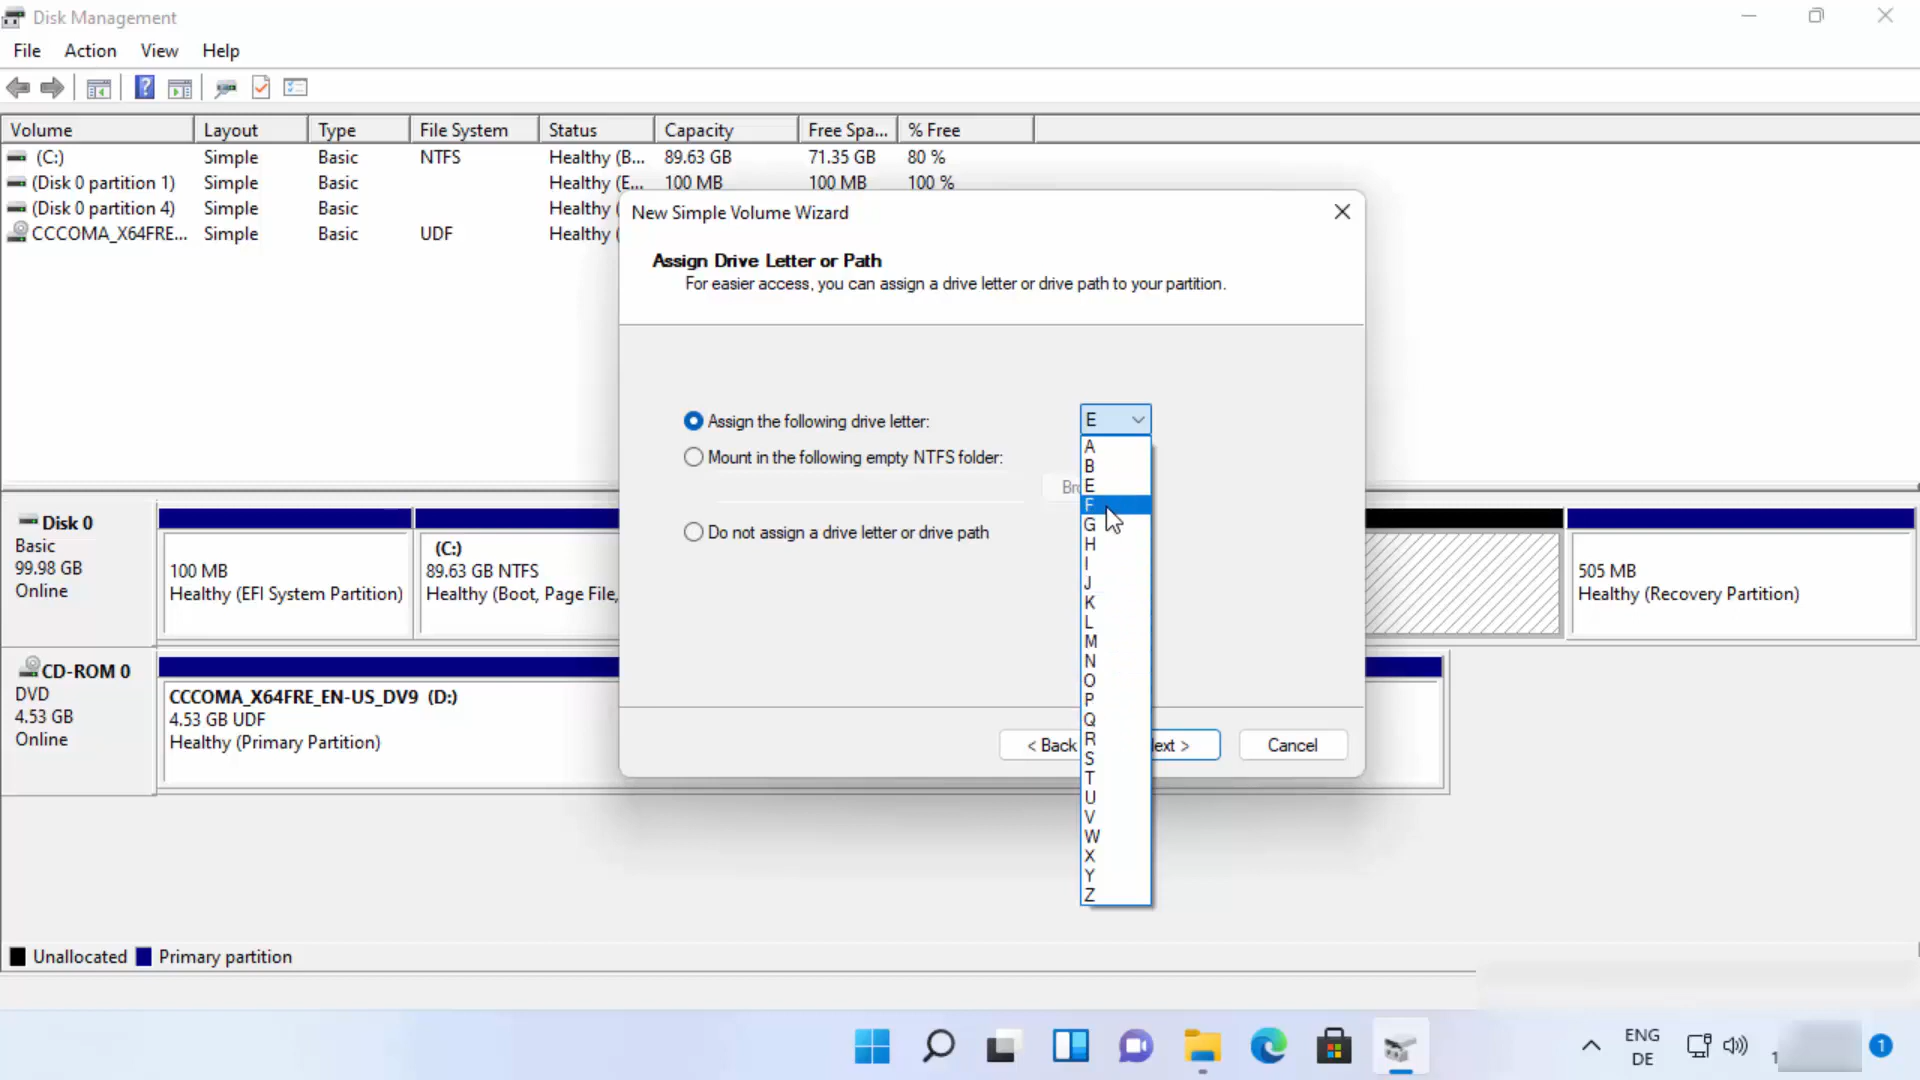 Disk Management
File Action View Help
Volume Layout Type File System Status Capacity Free Spa... % Free
(C:) Simple Basic NTFS Healthy (B... 89.63 GB 71.35 GB 80 %
(Disk 0 partition 1) Simple Basic Healthy (E... 100 MB 100 MB 100 %
(Disk 0 partition 4) Simple Basic Healthy (
CCCOMA_X64FRE... Simple Basic UDF Healthy (
New Simple Volume Wizard
Assign Drive Letter or Path
For easier access, you can assign a drive letter or drive path to your partition.
Assign the following drive letter: E
Mount in the following empty NTFS folder:
Do not assign a drive letter or drive path
A
B
E
F
G
H
I
J
K
L
M
N
O
P
Q
R
S
T
U
V
W
X
Y
Z
< Back
Cancel
Disk 0
Basic
99.98 GB
Online
100 MB
Healthy (EFI System Partition)
(C:)
89.63 GB NTFS
Healthy (Boot, Page File,
505 MB
Healthy (Recovery Partition)
CD-ROM 0
DVD
4.53 GB
Online
CCCOMA_X64FRE_EN-US_DV9 (D:)
4.53 GB UDF
Healthy (Primary Partition)
Unallocated Primary partition
ENG
DE
1